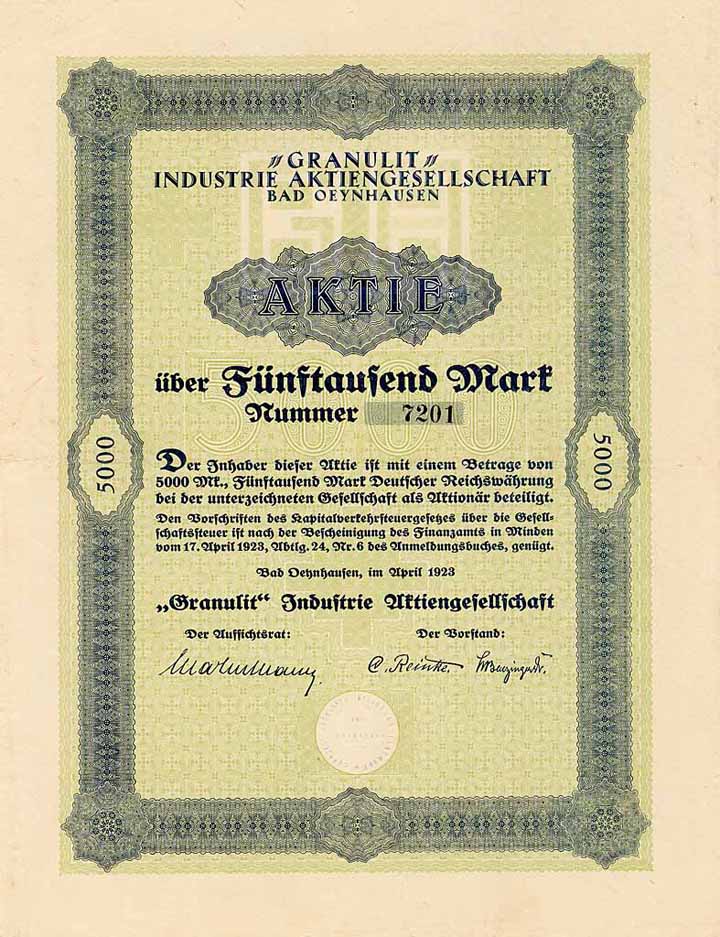 „GRANULIT“
INDUSTRIE AKTIENGESELLSCHAFT
BAD OEYNHAUSEN
AKTIE
5000
über Fünftausend Mark
Nummer 7201
5000
5000
Der Inhaber dieser Aktie ist mit einem Betrage von
5000 Mk., Fünftausend Mark Deutscher Reichswährung
bei der unterzeichneten Gesellschaft als Aktionär beteiligt.
Den Vorschriften des Kapitalverkehrsteuergesetzes über die Gesell-
schaftssteuer ist nach der Bescheinigung des Finanzamts in Minden
vom 17. April 1923, Abtlg. 24, Nr. 6 des Anmeldungsbuches, genügt.
Bad Oeynhausen, im April 1923
„Granulit“ Industrie Aktiengesellschaft
Der Aufsichtsrat:
Der Vorstand:
C. Reinke